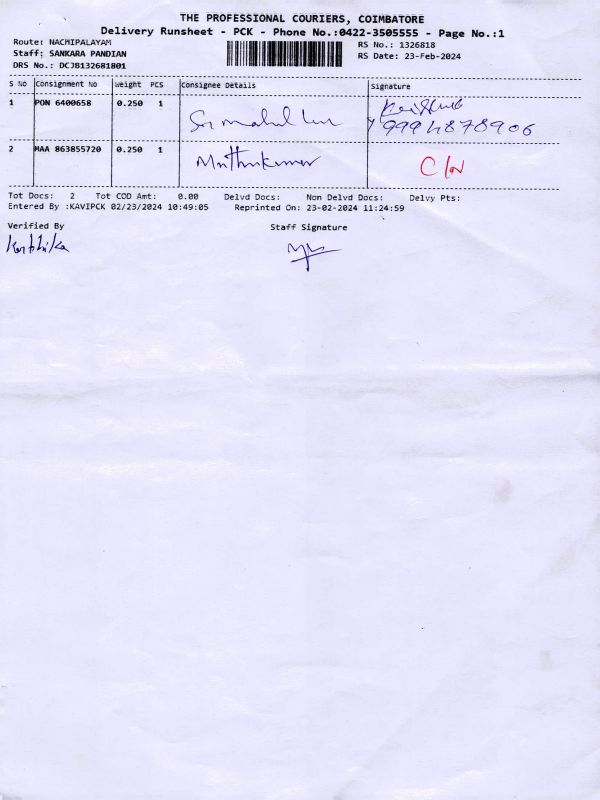 THE PROFESSIONAL COURIERS, COIMBATORE
Delivery Runsheet - PCK - Phone No.:0422-3505555 - Page No.:1
Route: NACHIPALAYAM
RS No.: 1326818
Staff: SANKARA PANDIAN
RS Date: 23-Feb-2024
DRS No.: DCJB132681801
S No Consignment No Weight PCS Consignee Details Signature
1 PON 6400658 0.250 1
9994878906
2 MAA 863855720 0.250 1 Muthukumar
Tot Docs: 2 Tot COD Amt: 0.00 Delvd Docs: Non Delvd Docs: Delvy Pts:
Entered By :KAVIPCK 02/23/2024 10:49:05 Reprinted On: 23-02-2024 11:24:59
Verified By Staff Signature